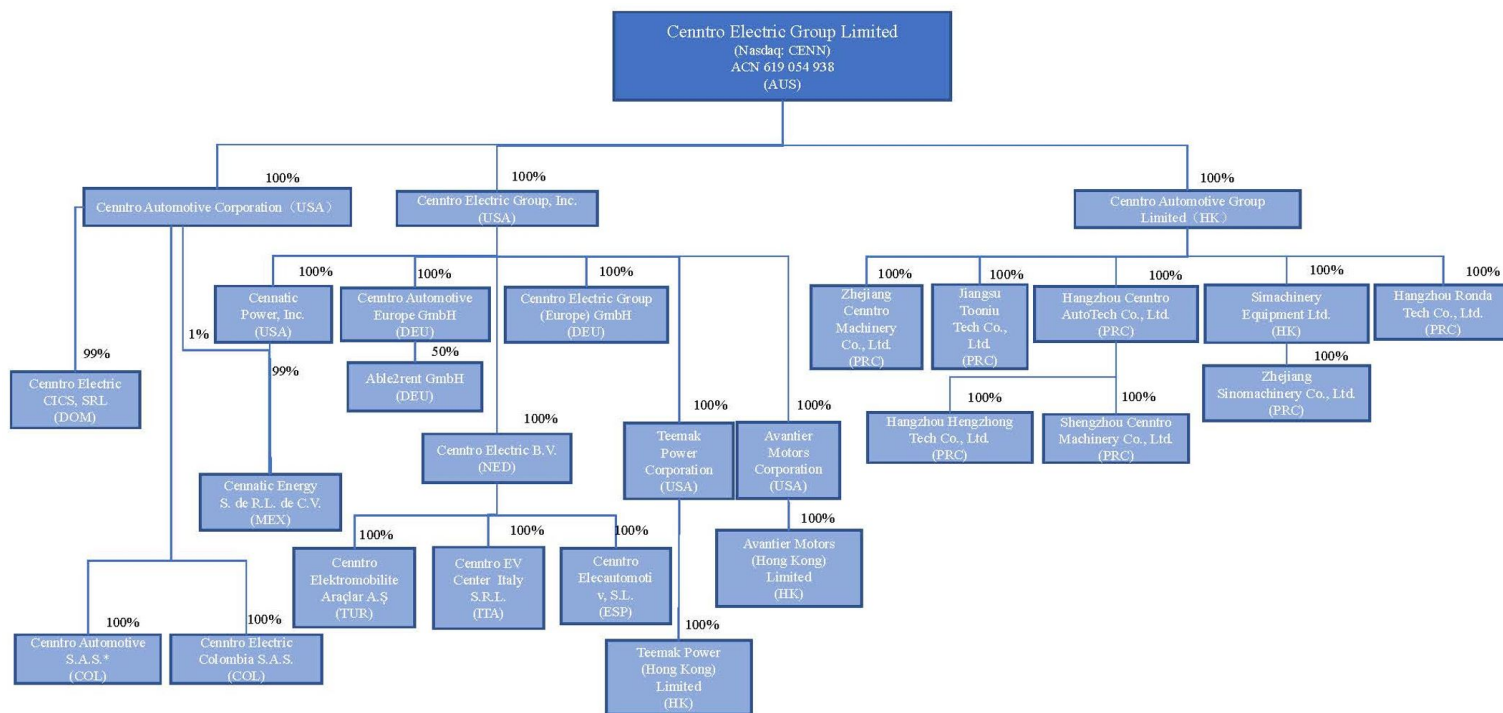 Cenntro Electric Group Limited
(Nasdaq: CENN)
ACN 619 054 938
(AUS)
100%
100%
100%
Cenntro Automotive Corporation（USA）
Cenntro Electric Group, Inc.
(USA)
Cenntro Automotive Group
Limited（HK）
100%
100%
100%
100%
100%
100%
100%
100%
Cennatic
Power, Inc.
(USA)
Cenntro Automotive
Europe GmbH
(DEU)
Cenntro Electric Group
(Europe) GmbH
(DEU)
Zhejiang
Cenntro
Machinery
Co., Ltd.
(PRC)
Jiangsu
Tooniu
Tech Co.,
Ltd.
(PRC)
Hangzhou Cenntro
AutoTech Co., Ltd.
(PRC)
Simachinery
Equipment Ltd.
(HK)
Hangzhou Ronda
Tech Co., Ltd.
(PRC)
1%
99%
50%
99%
100%
Cenntro Electric
CICS, SRL
(DOM)
Able2rent GmbH
(DEU)
Zhejiang
Sinomachinery Co., Ltd.
(PRC)
100%
100%
100%
100%
100%
Hangzhou Hengzhong
Tech Co., Ltd.
(PRC)
Shengzhou Cenntro
Machinery Co., Ltd.
(PRC)
Cenntro Electric B.V.
(NED)
Teemak
Power
Corporation
(USA)
Avantier
Motors
Corporation
(USA)
Cennatic Energy
S. de R.L. de C.V.
(MEX)
100%
100%
100%
100%
Cenntro
Elektromobilite
Araçlar A.Ş
(TUR)
Cenntro EV
Center Italy
S.R.L.
(ITA)
Cenntro
Elecautomoti
v, S.L.
(ESP)
Avantier Motors
(Hong Kong)
Limited
(HK)
100%
100%
100%
Cenntro Automotive
S.A.S.*
(COL)
Cenntro Electric
Colombia S.A.S.
(COL)
Teemak Power
(Hong Kong)
Limited
(HK)